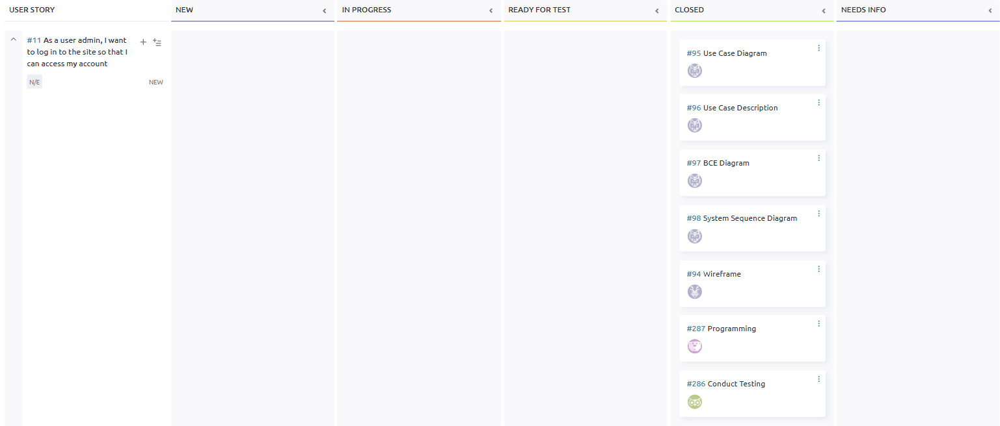 USER STORY
NEW
IN PROGRESS
READY FOR TEST
CLOSED
NEEDS INFO
#11 As a user admin, I want
to log in to the site so that I
can access my account
N/E
NEW
#95 Use Case Diagram
#96 Use Case Description
#97 BCE Diagram
#98 System Sequence Diagram
#94 Wireframe
#287 Programming
#286 Conduct Testing